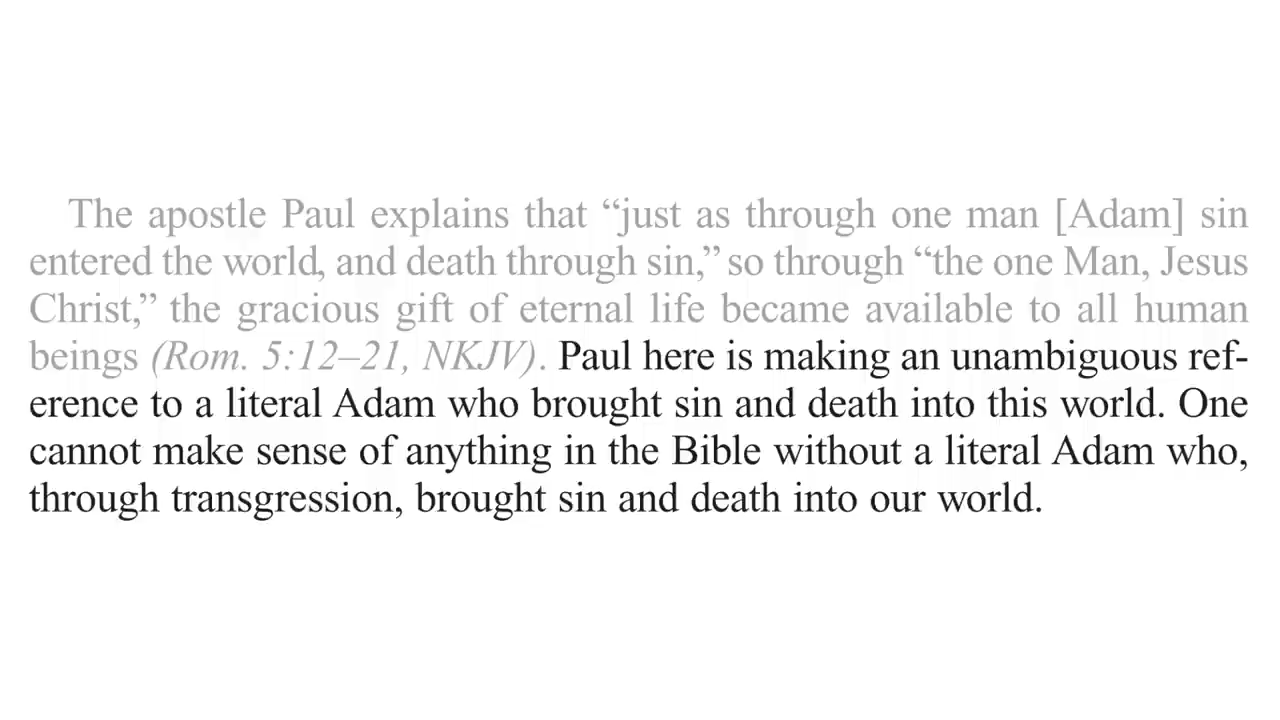 The apostle Paul explains that “just as through one man [Adam] sin
entered the world, and death through sin,” so through “the one Man, Jesus
Christ,” the gracious gift of eternal life became available to all human
beings (Rom. 5:12–21, NKJV). Paul here is making an unambiguous ref-
erence to a literal Adam who brought sin and death into this world. One
cannot make sense of anything in the Bible without a literal Adam who,
through transgression, brought sin and death into our world.